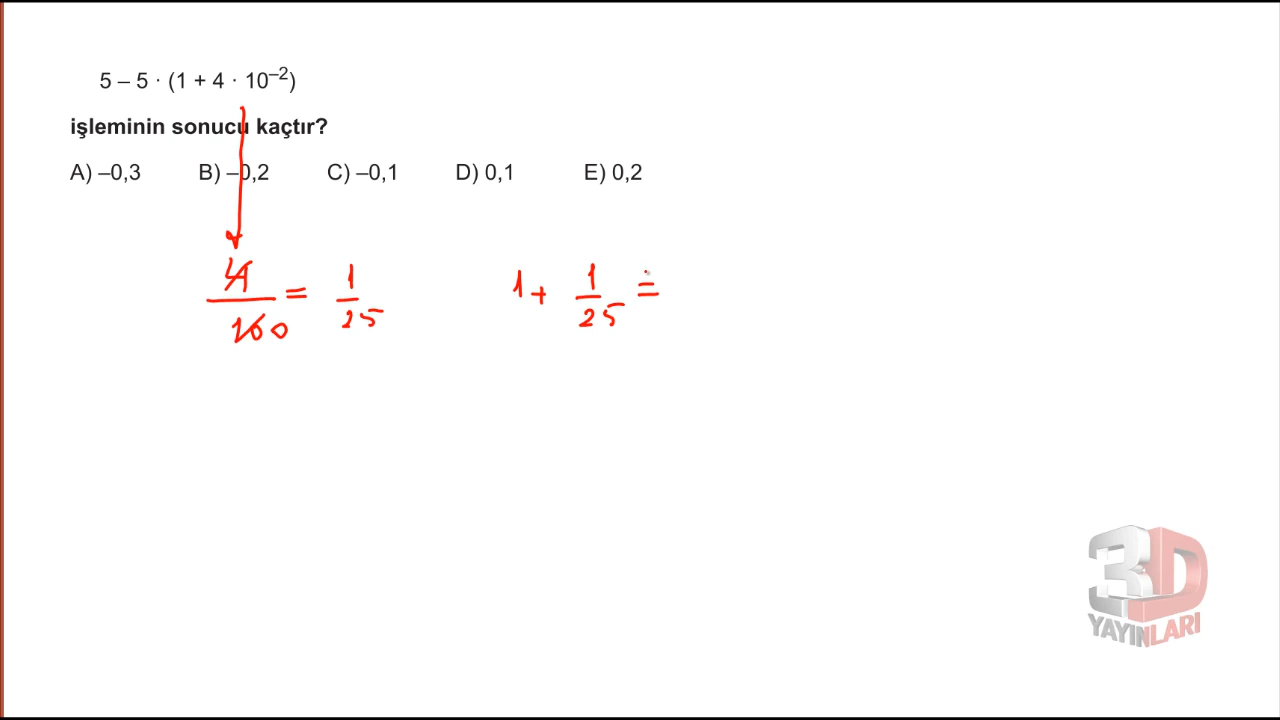 5 – 5 · (1 + 4 · 10⁻²)
işleminin sonucu kaçtır?
A) –0,3 B) –0,2 C) –0,1 D) 0,1 E) 0,2
4/100 = 1/25 1 + 1/25 =
3D
YAYINLARI